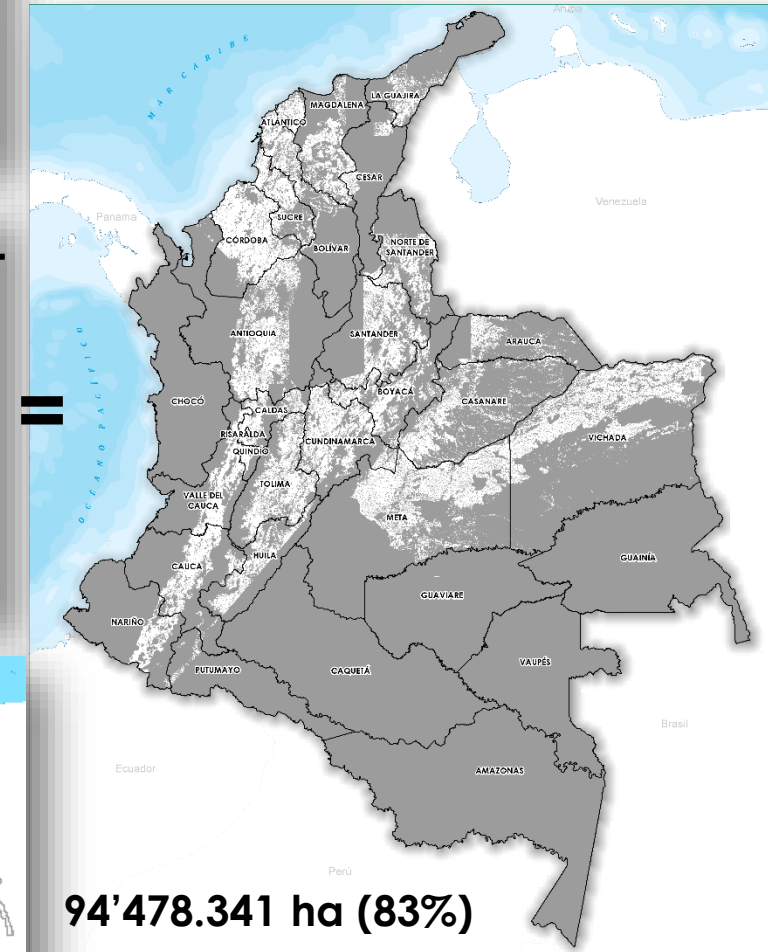 Aruba
MAR CARIBE
LA GUAJIRA
MAGDALENA
ATLÁNTICO
CESAR
Venezuela
Panama
SUCRE
CÓRDOBA
BOLÍVAR
NORTE DE
SANTANDER
ANTIOQUIA
SANTANDER
ARAUCA
OCÉANO PACÍFICO
=
CHOCÓ
CALDAS
BOYACÁ
CASANARE
RISARALDA
CUNDINAMARCA
VICHADA
QUINDÍO
TOLIMA
VALLE DEL
CAUCA
META
HUILA
GUAINÍA
CAUCA
GUAVIARE
NARIÑO
VAUPÉS
PUTUMAYO
CAQUETÁ
Brasil
Ecuador
AMAZONAS
Perú
94’478.341 ha (83%)